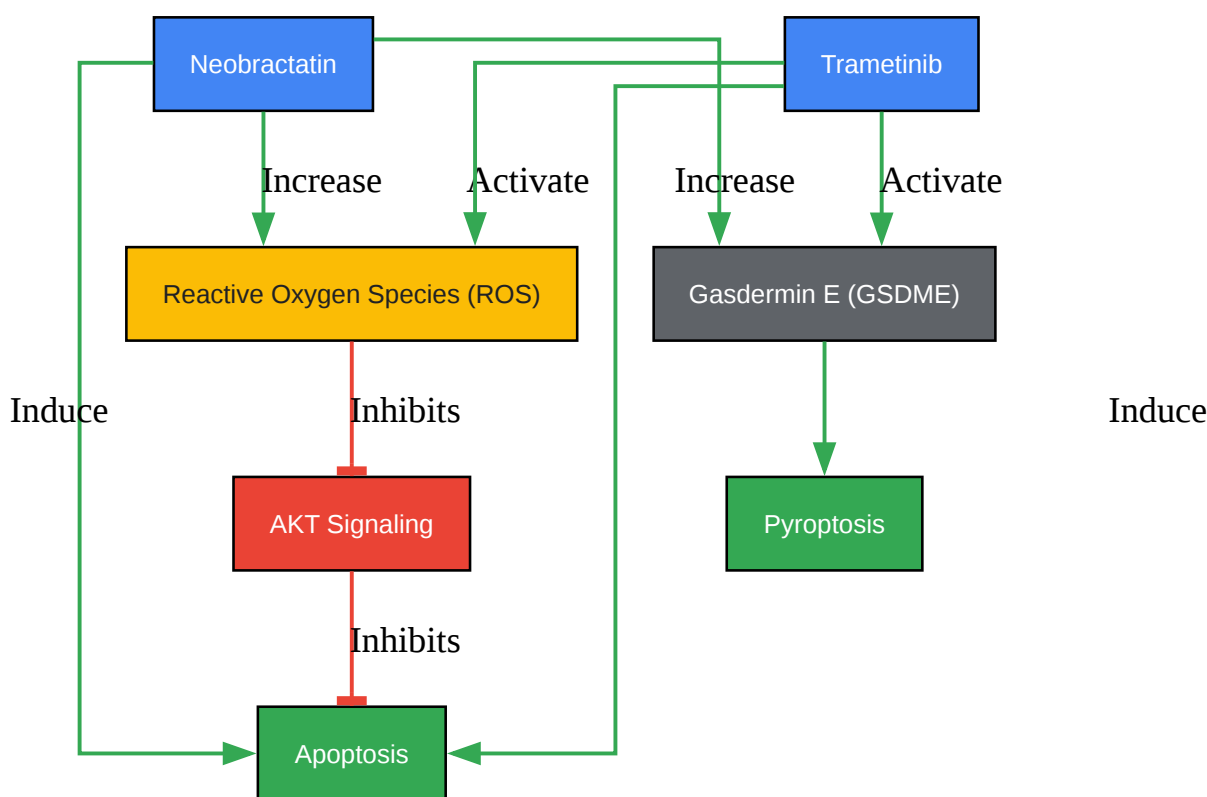 Neobractatin
Trametinib
Increase
Activate
Increase
Activate
Reactive Oxygen Species (ROS)
Gasdermin E (GSDME)
Induce
Inhibits
Induce
AKT Signaling
Pyroptosis
Inhibits
Apoptosis